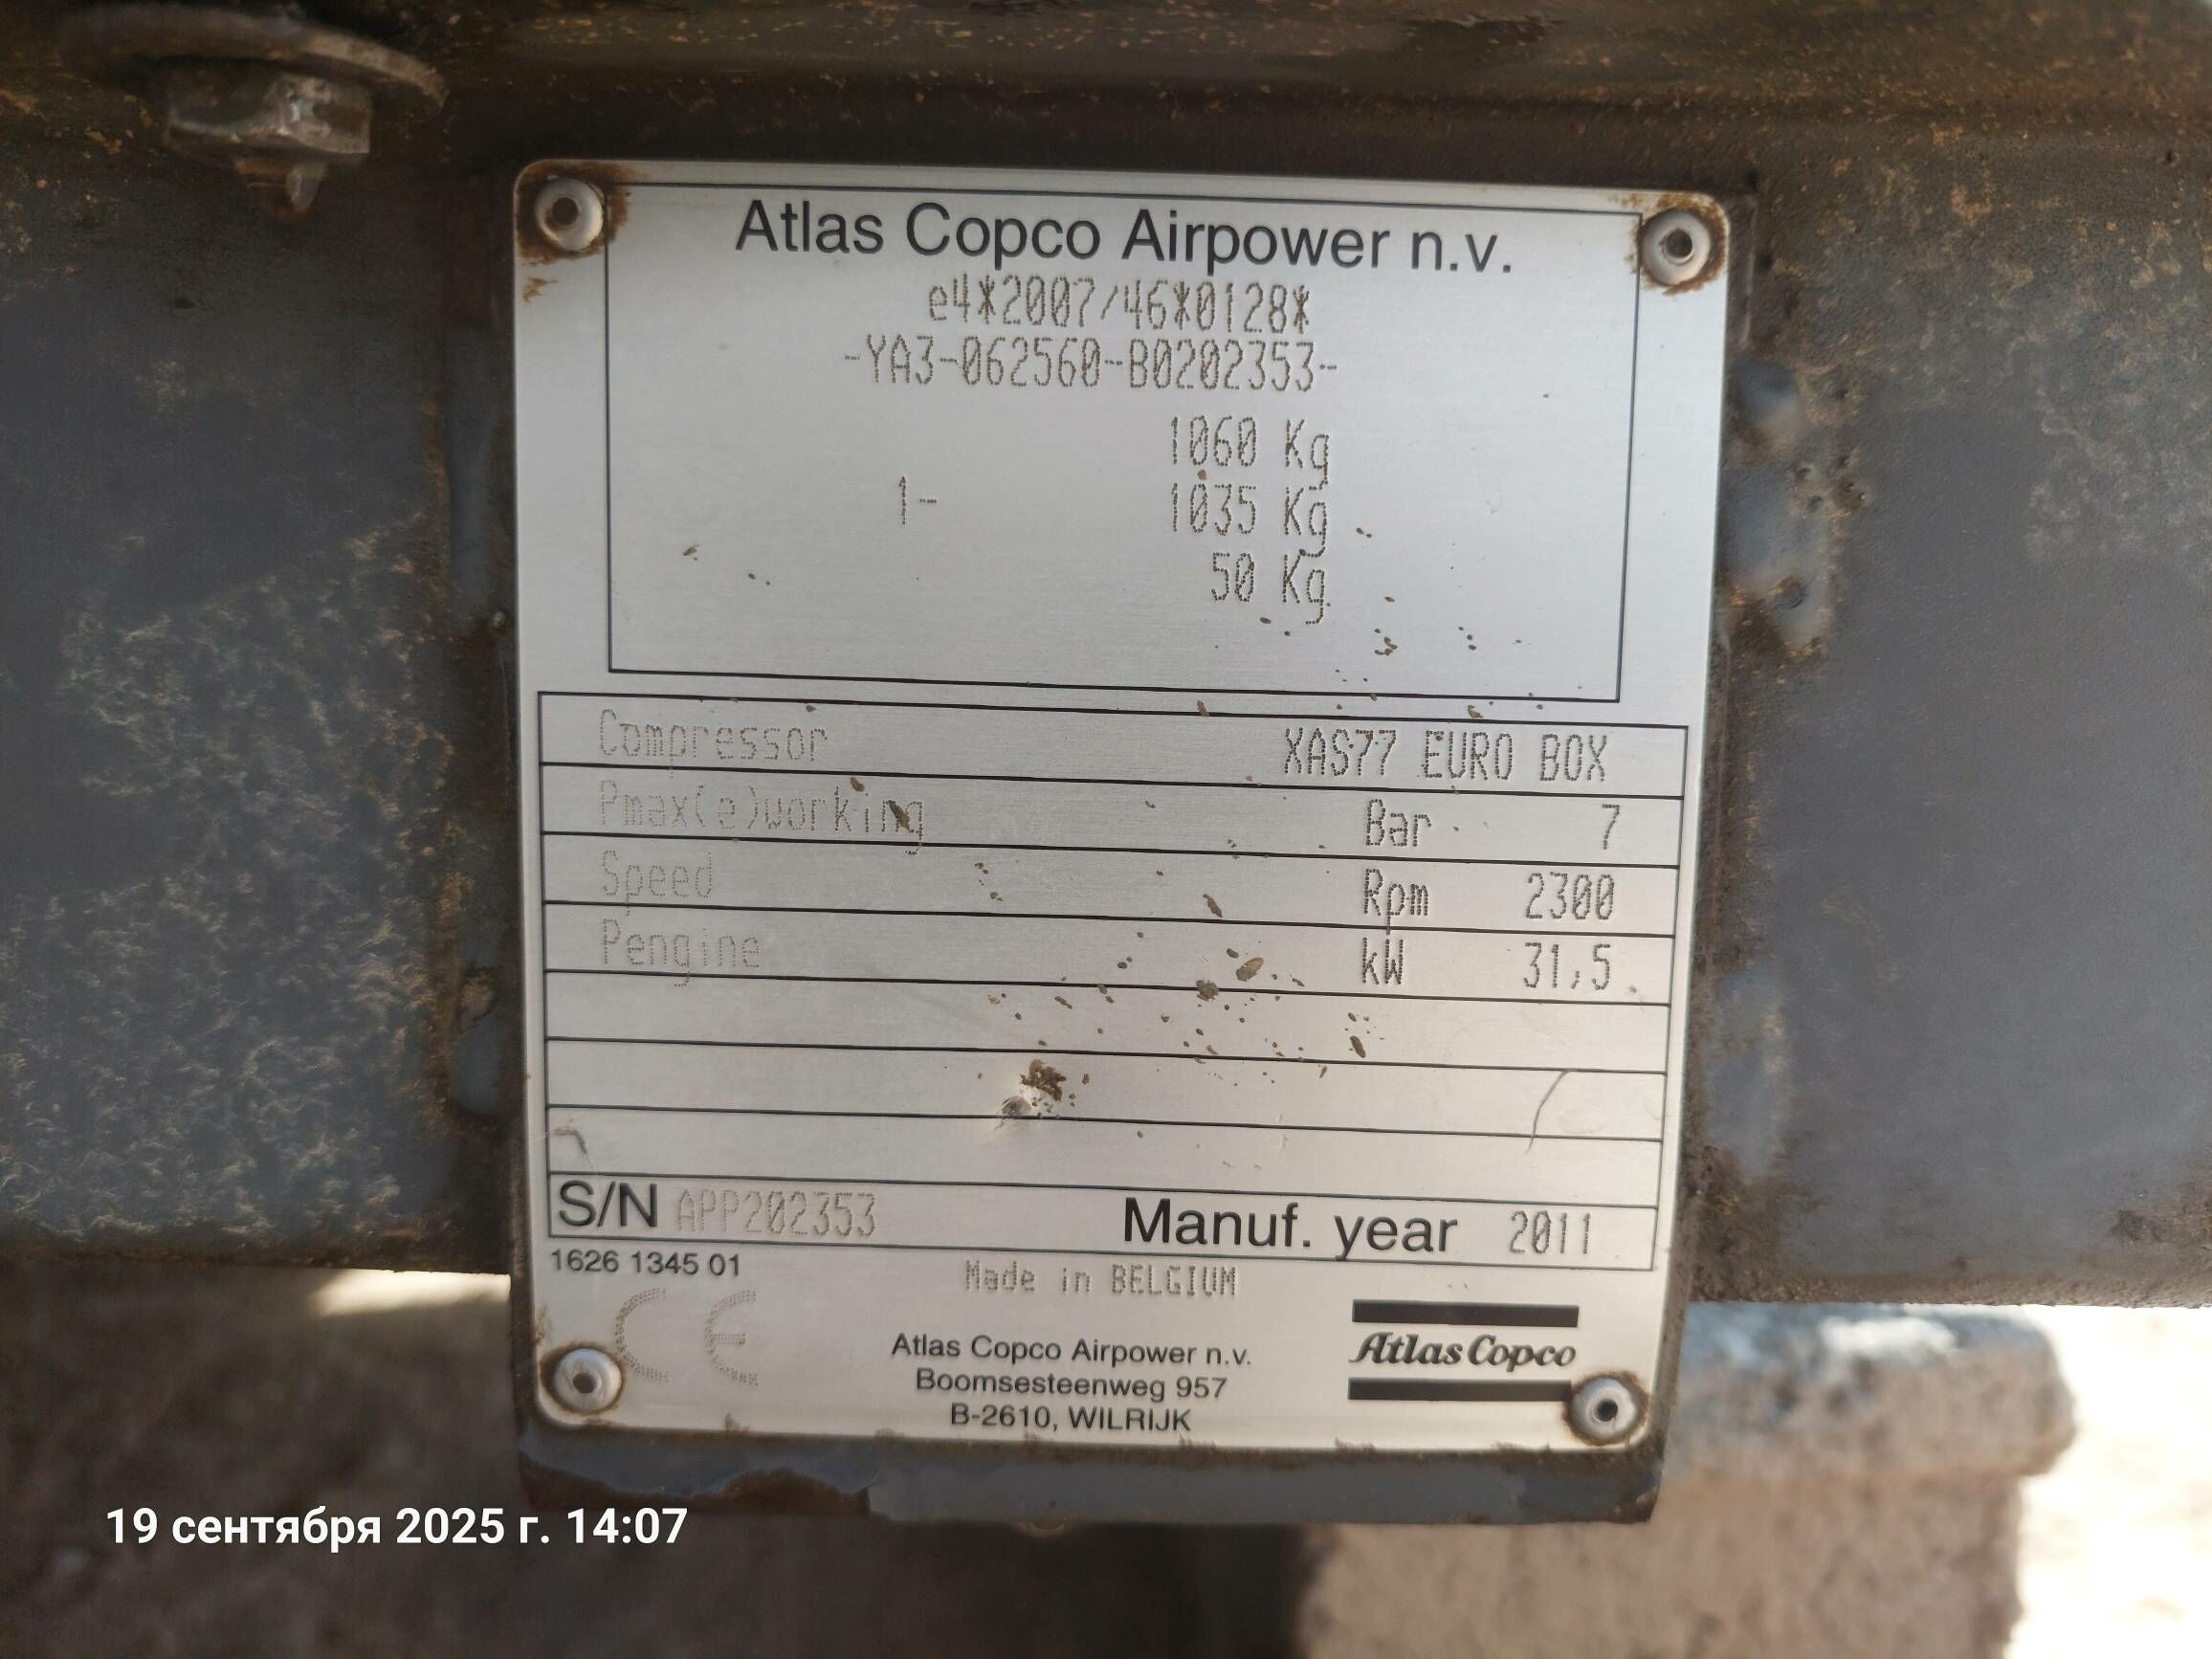 Atlas Copco Airpower n.v.
e4*2007/46*0128*
-YA3-062560-B0202353-
1060 Kg
1- 1035 Kg
50 Kg
Compressor XAS77 EURO BOX
Pmax(e)working Bar 7
Speed Rpm 2300
Pengine kW 31,5
S/N APP202353 Manuf. year 2011
1626 1345 01
Made in BELGIUM
CE
Atlas Copco Airpower n.v.
Boomsesteenweg 957
B-2610, WILRIJK
Atlas Copco
19 сентября 2025 г. 14:07